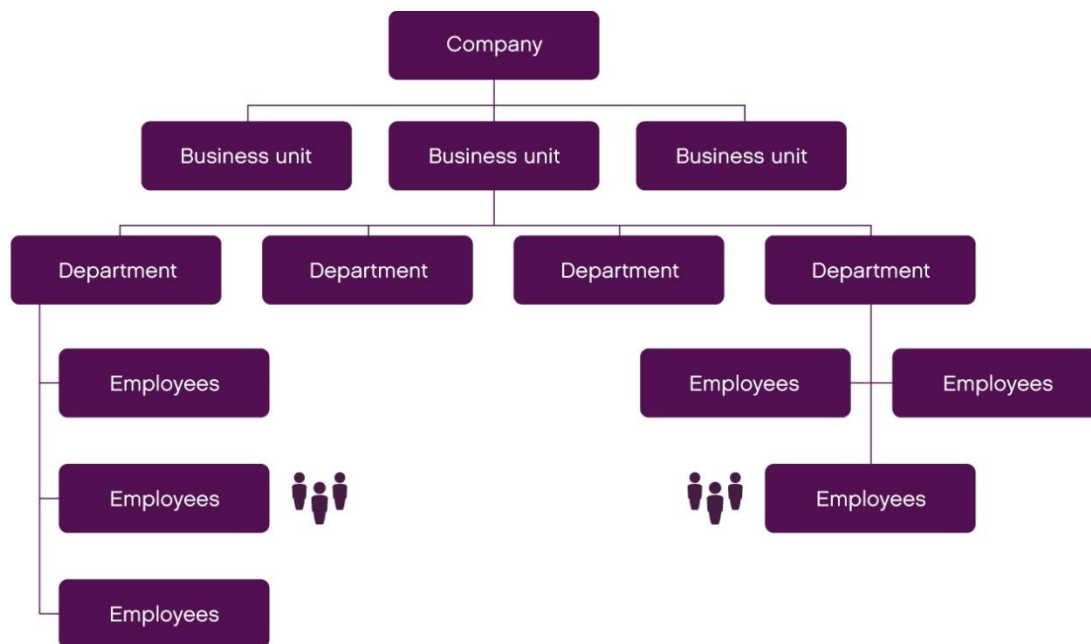 Company
Business unit
Business unit
Business unit
Department
Department
Department
Department
Employees
Employees
Employees
Employees
Employees
Employees